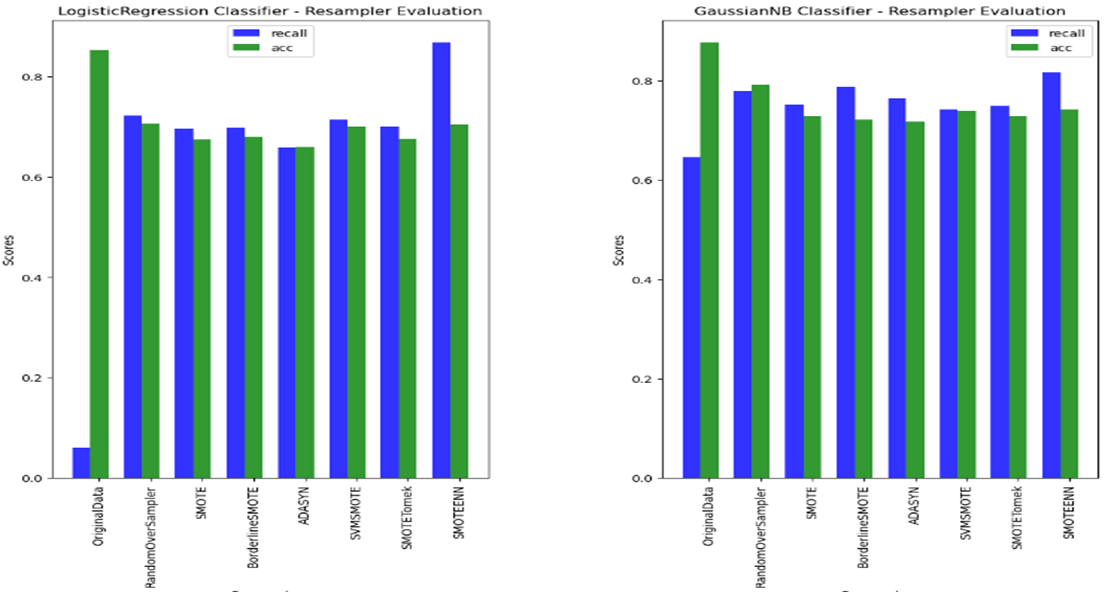 LogisticRegression Classifier - Resampler Evaluation
recall
acc
0.8
0.6
0.4
0.2
0.0
Scores
OriginalData
RandomOverSampler
SMOTE
BorderlineSMOTE
ADASYN
SVMSMOTE
SMOTETomek
SMOTEENN
GaussianNB Classifier - Resampler Evaluation
recall
acc
0.8
0.6
0.4
0.2
0.0
Scores
OriginalData
RandomOverSampler
SMOTE
BorderlineSMOTE
ADASYN
SVMSMOTE
SMOTETomek
SMOTEENN